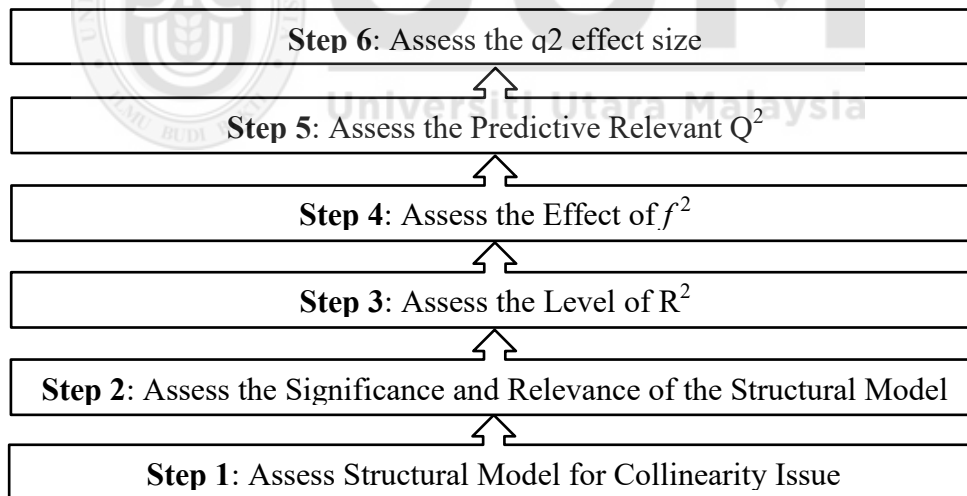 Step 6: Assess the q2 effect size
Universiti Utara Malaysia
Step 5: Assess the Predictive Relevant Q²
Step 4: Assess the Effect of f²
Step 3: Assess the Level of R²
Step 2: Assess the Significance and Relevance of the Structural Model
Step 1: Assess Structural Model for Collinearity Issue